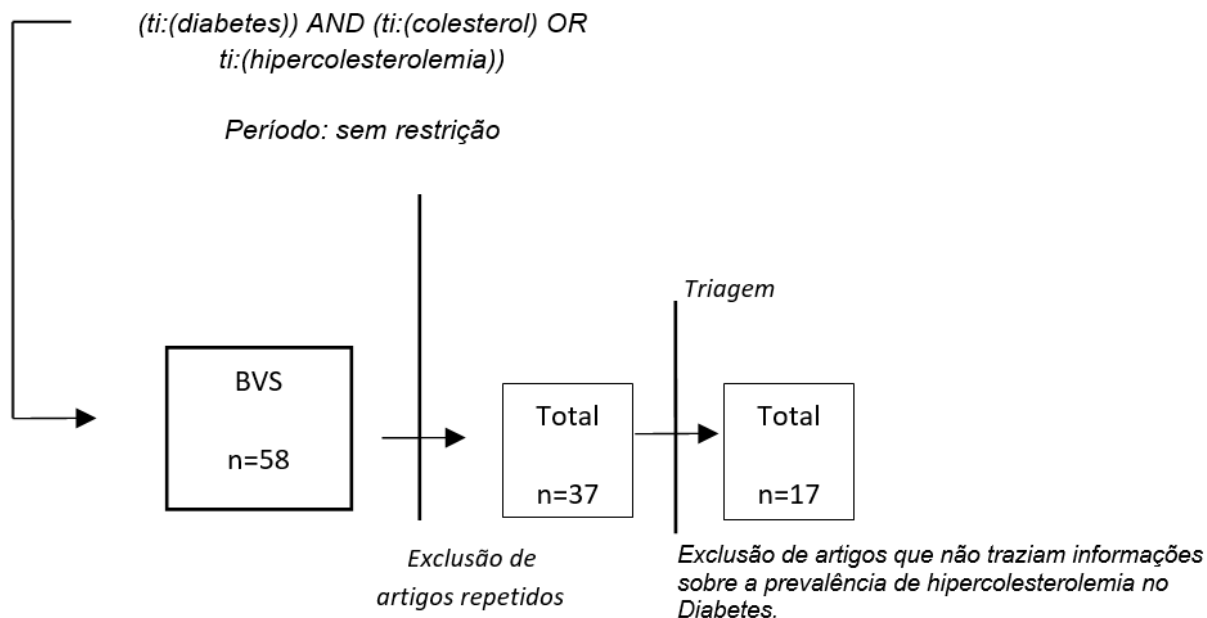 (ti:(diabetes)) AND (ti:(colesterol) OR
ti:(hipercolesterolemia))
Período: sem restrição
BVS
n=58
Exclusão de
artigos repetidos
Total
n=37
Triagem
Total
n=17
Exclusão de artigos que não traziam informações
sobre a prevalência de hipercolesterolemia no
Diabetes.